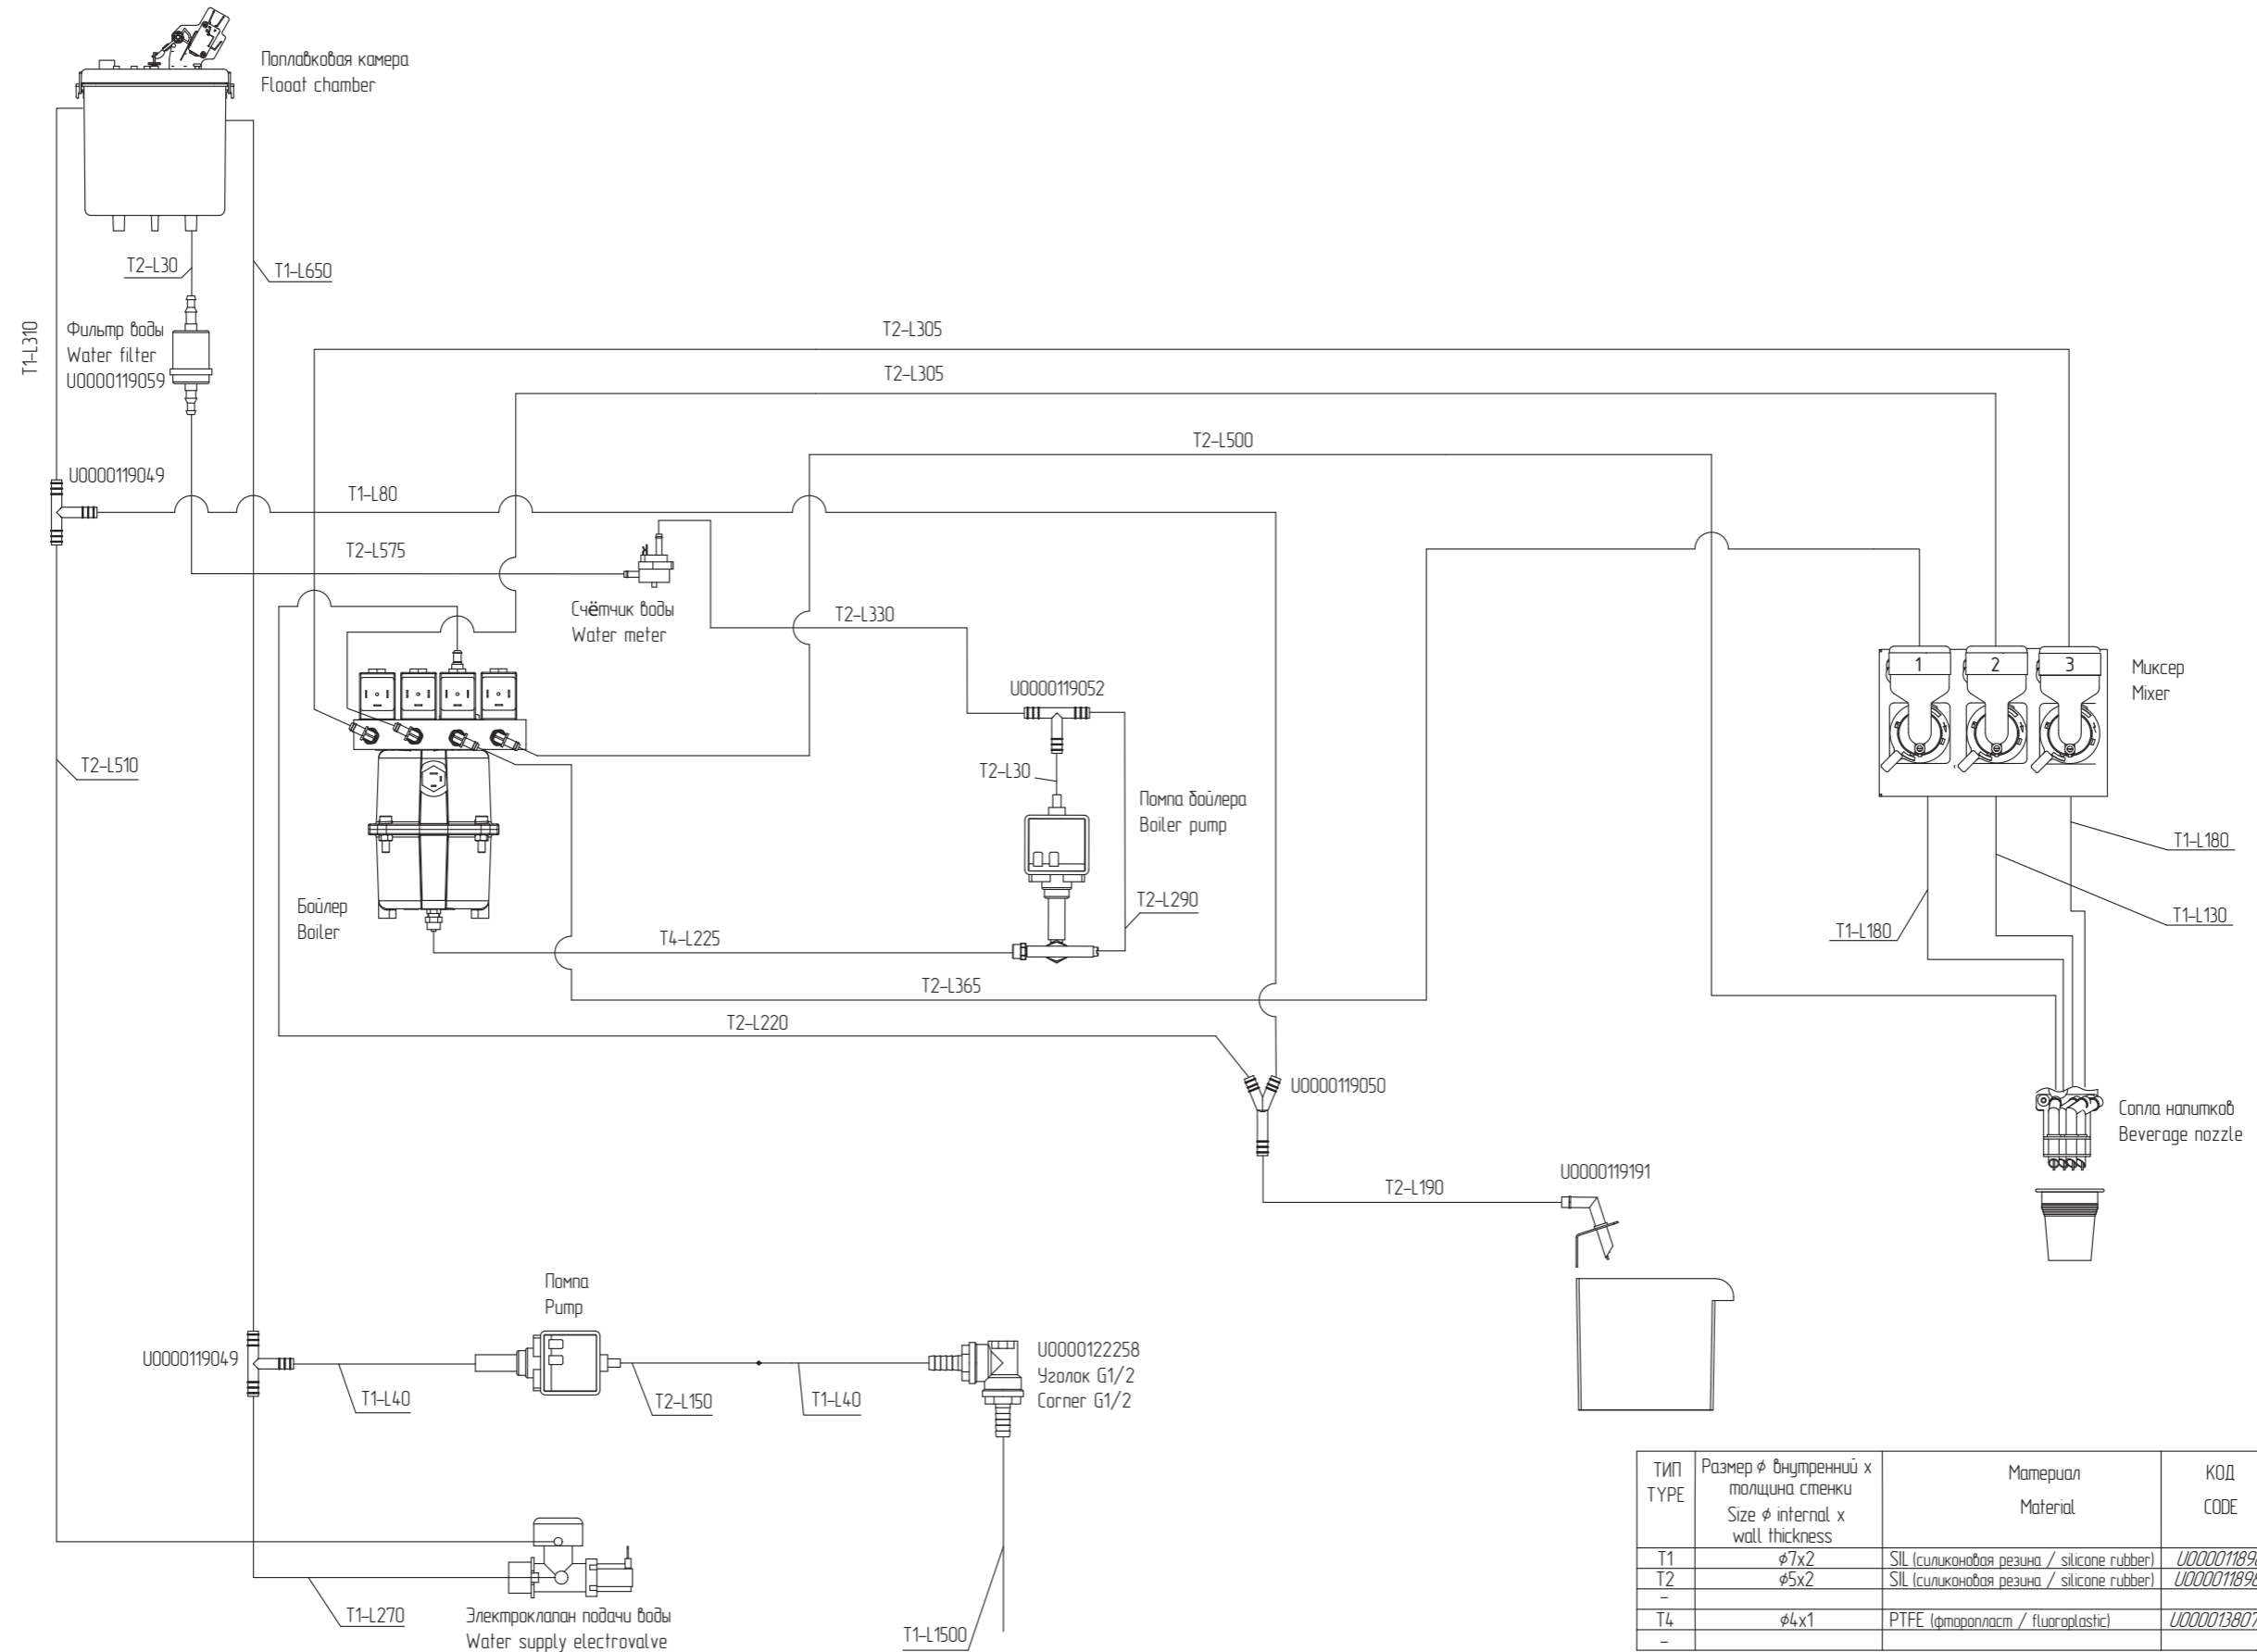 Поплавковая камера
Flooat chamber
T2-L30
T1-L650
T1-L310
Фильтр воды
Water filter
U0000119059
T2-L305
T2-L305
T2-L500
U0000119049
T1-L80
T2-L575
Счётчик воды
Water meter
T2-L330
U0000119052
1
2
3
Миксер
Mixer
T2-L510
T2-L30
Помпа бойлера
Boiler pump
T1-L180
T2-L290
T1-L180
T1-L130
Бойлер
Boiler
T4-L225
T2-L365
T2-L220
U0000119050
Сопла напитков
Beverage nozzle
T2-L190
U0000119191
Помпа
Pump
U0000119049
U0000122258
Уголок G1/2
Corner G1/2
T1-L40
T2-L150
T1-L40
T1-L270
Электроклапан подачи воды
Water supply electrovalve
T1-L1500
ТИП
TYPE
Размер ϕ внутренний x
толщина стенки
Size ϕ internal x
wall thickness
Материал
Material
КОД
CODE
T1 ϕ7x2 SIL (силиконовая резина / silicone rubber)
T2 ϕ5x2 SIL (силиконовая резина / silicone rubber)
-
T4 ϕ4x1 PTFE (фторопласт / fluoroplastic)
-